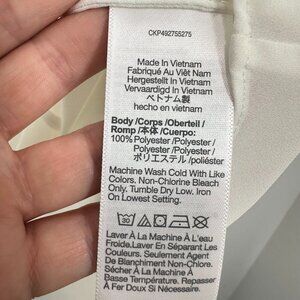 CKP492755275
Made In Vietnam
Fabriqué Au Viêt Nam
Hergestellt In Vietnam
Vervaardigd In Vietnam
ベトナム製
hecho en vietnam
Body /Corps /Oberteil /
Romp /本体 /Cuerpo:
100% Polyester /Polyester /
Polyester /Polyester /
ポリエステル /poliéster
Machine Wash Cold With Like
Colors. Non-Chlorine Bleach
Only. Tumble Dry Low. Iron
On Lowest Setting.
30
Laver À La Machine À L'eau
Froide.Laver En Séparant Les
Couleurs. Seulement Agent
De Blanchiment Non-Chloré.
Sécher À La Machine À
Basse Température. Repasser
À Fer Doux Si Nécessaire.